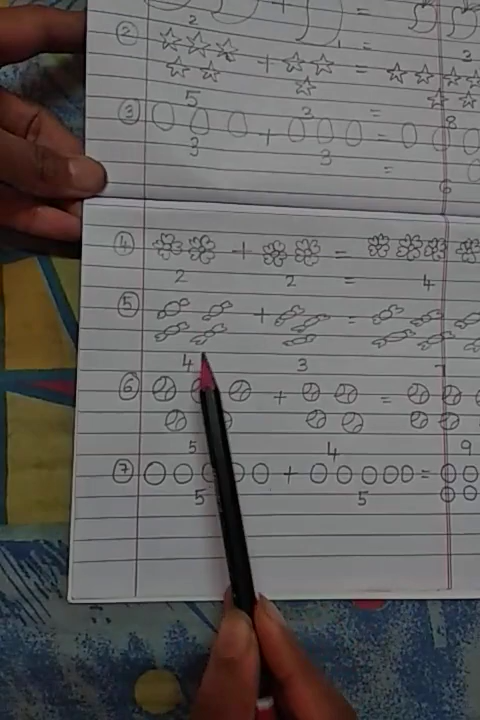 + =
2 1 =
② + =
5 3 = 8
③ + =
3 3 = 6
④ + =
2 2 = 4
⑤ + =
4 3 7
⑥ + =
5 4 9
⑦ + =
5 5